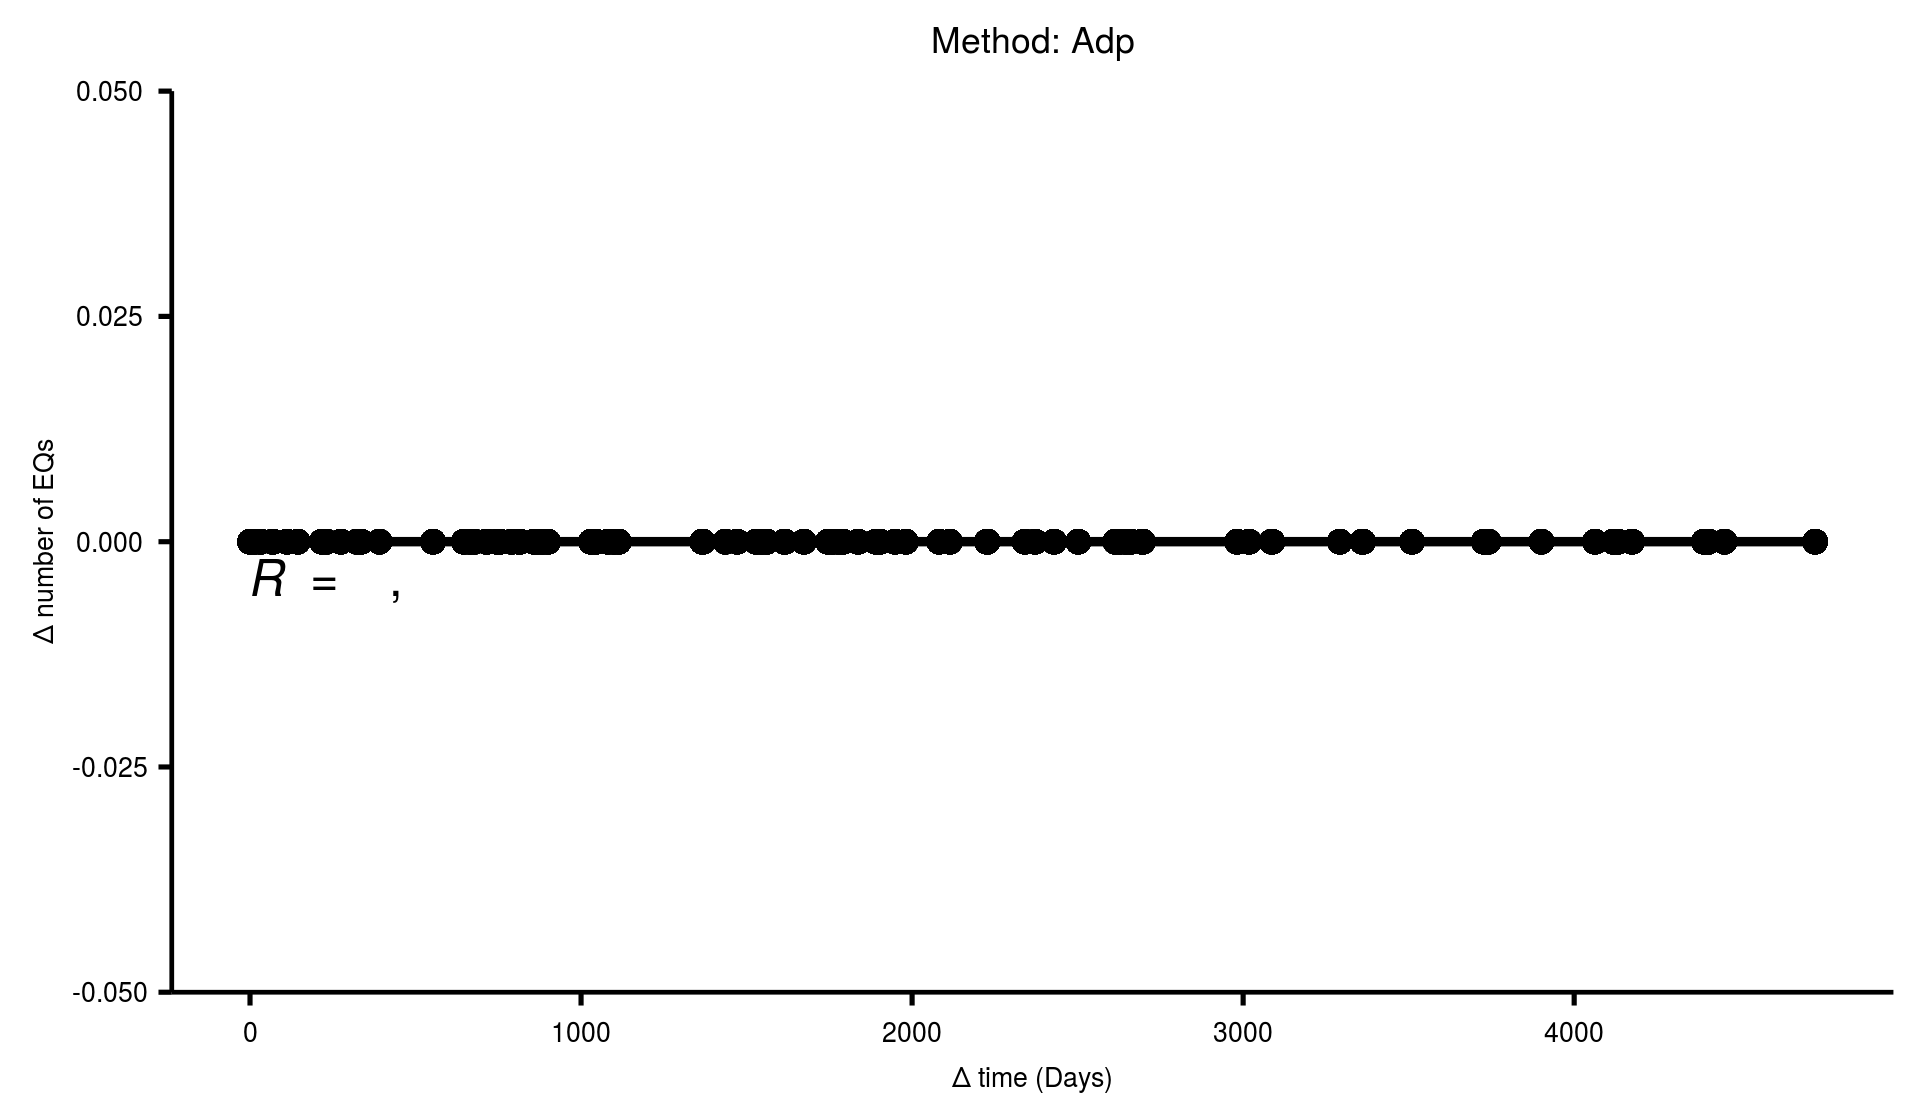 Method: Adp
0.050
0.025
0.000
-0.025
-0.050
Δ number of EQs
R = ,
0 1000 2000 3000 4000
Δ time (Days)